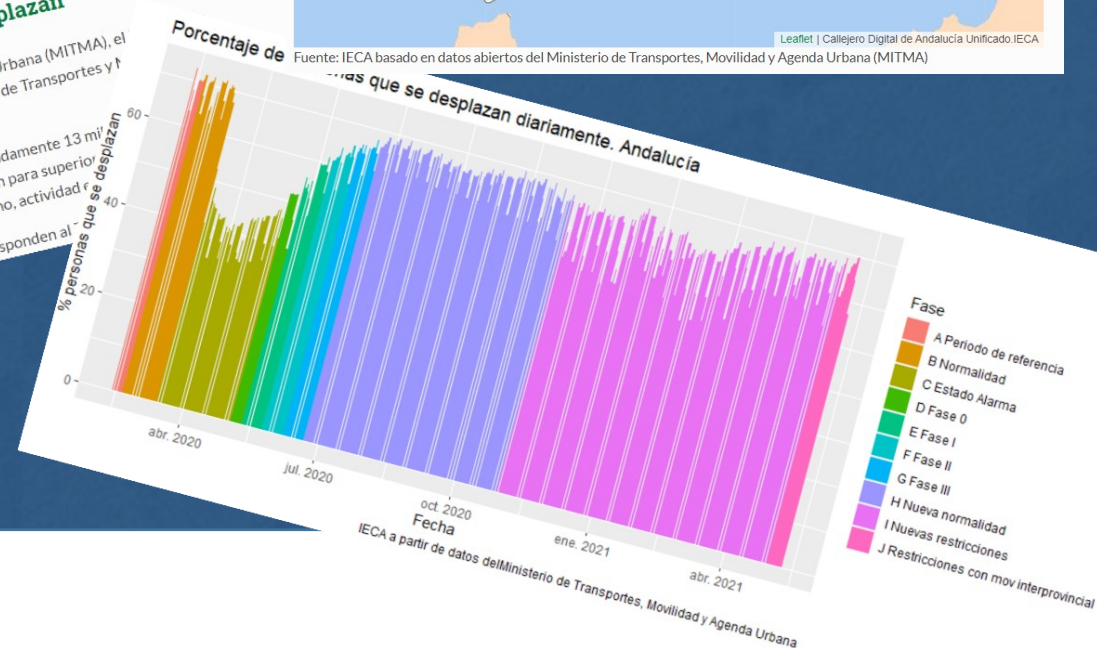 plazan
Urbana (MITMA), el
de Transportes y
damente 13 mil
n para superior
no, actividad
sponden al
Leaflet | Callejero Digital de Andalucía Unificado.IECA
Fuente: IECA basado en datos abiertos del Ministerio de Transportes, Movilidad y Agenda Urbana (MITMA)
Porcentaje de
onas que se desplazan diariamente. Andalucía
% personas que se desplazan
60
40
20
0
abr. 2020
jul. 2020
oct. 2020
ene. 2021
abr. 2021
Fecha
IECA a partir de datos delMinisterio de Transportes, Movilidad y Agenda Urbana
Fase
A Periodo de referencia
B Normalidad
C Estado Alarma
D Fase 0
E Fase I
F Fase II
G Fase III
H Nueva normalidad
I Nuevas restricciones
J Restricciones con mov interprovincial